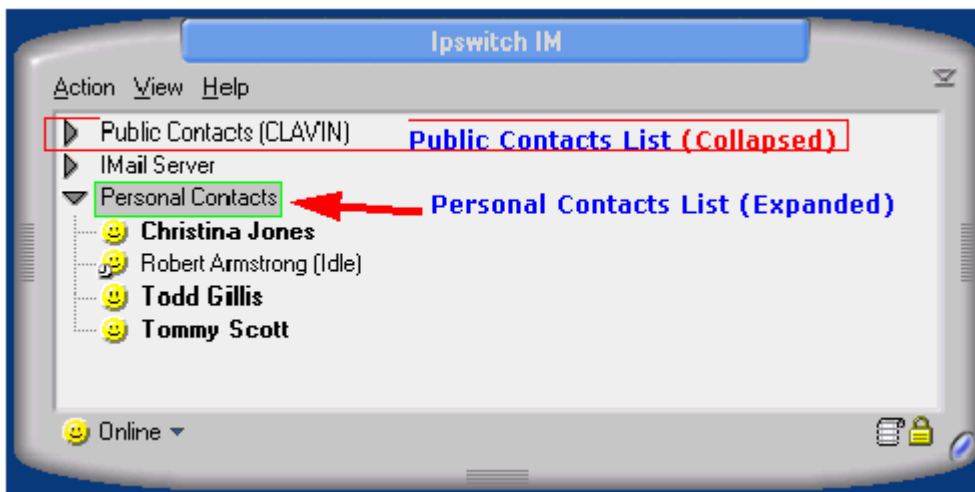 Ipswitch IM
Action View Help
Public Contacts (CLAVIN) Public Contacts List (Collapsed)
IMail Server
Personal Contacts Personal Contacts List (Expanded)
Christina Jones
Robert Armstrong (Idle)
Todd Gillis
Tommy Scott
Online